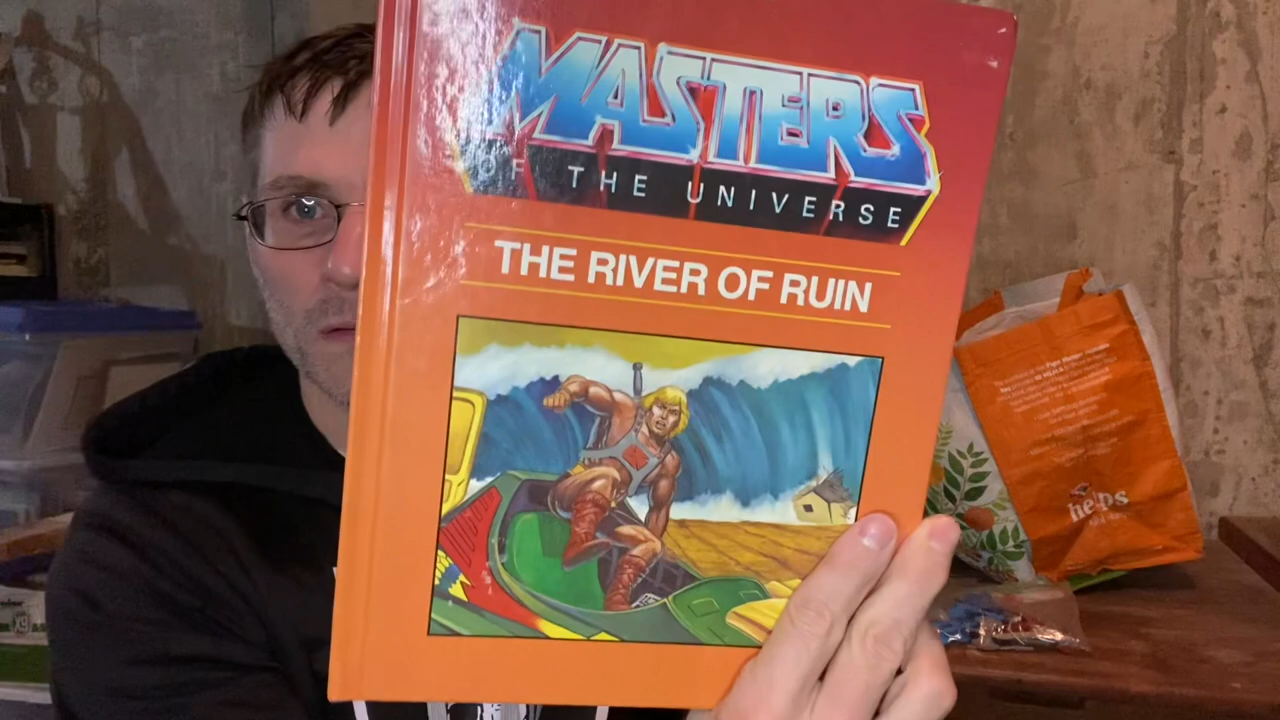 MASTERS
OF THE UNIVERSE
THE RIVER OF RUIN
helps